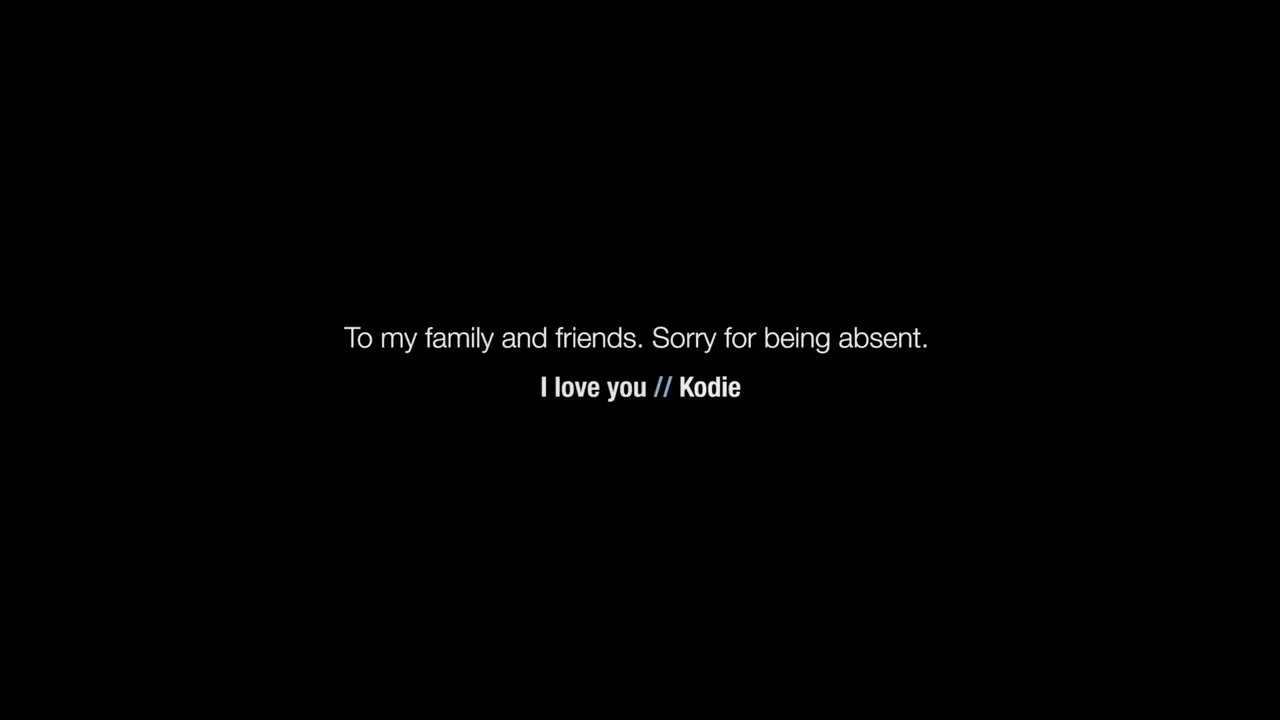 To my family and friends. Sorry for being absent.
I love you // Kodie